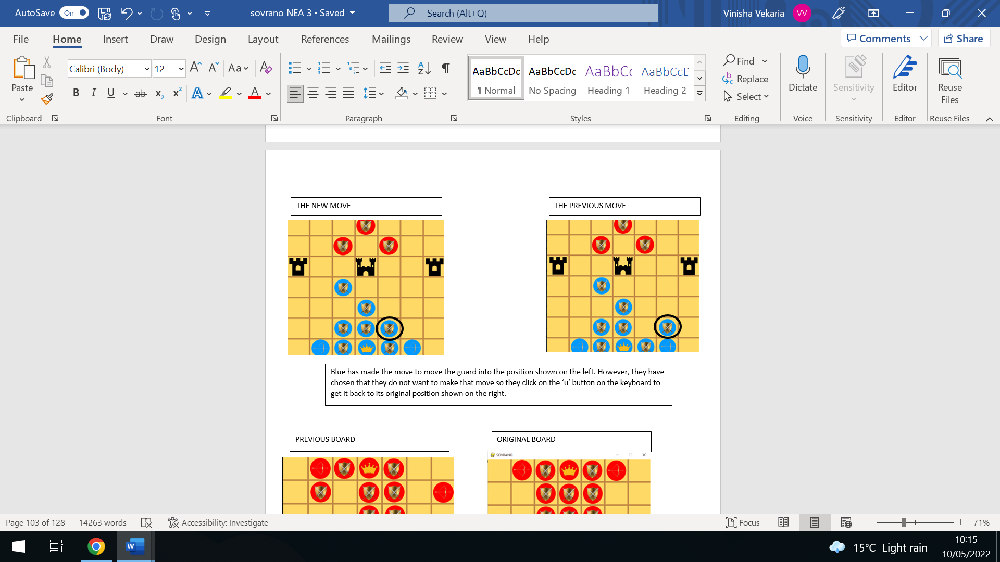 AutoSave On
sovrano NEA 3 • Saved
Search (Alt+Q)
Vinisha Vekaria VV
File Home Insert Draw Design Layout References Mailings Review View Help
Comments Share
Paste
Clipboard
Calibri (Body) 12
Font
Paragraph
AaBbCcDc AaBbCcDc AaBbCc AaBbCcD
¶ Normal No Spacing Heading 1 Heading 2
Styles
Find
Replace
Select
Editing
Dictate
Voice
Sensitivity
Sensitivity
Editor
Editor
Reuse
Files
Reuse Files
THE NEW MOVE
THE PREVIOUS MOVE
Blue has made the move to move the guard into the position shown on the left. However, they have
chosen that they do not want to make that move so they click on the ‘u’ button on the keyboard to
get it back to its original position shown on the right.
PREVIOUS BOARD
ORIGINAL BOARD
SOVRANO
Page 103 of 128 14263 words Accessibility: Investigate
Focus 71%
15°C Light rain
10:15
10/05/2022